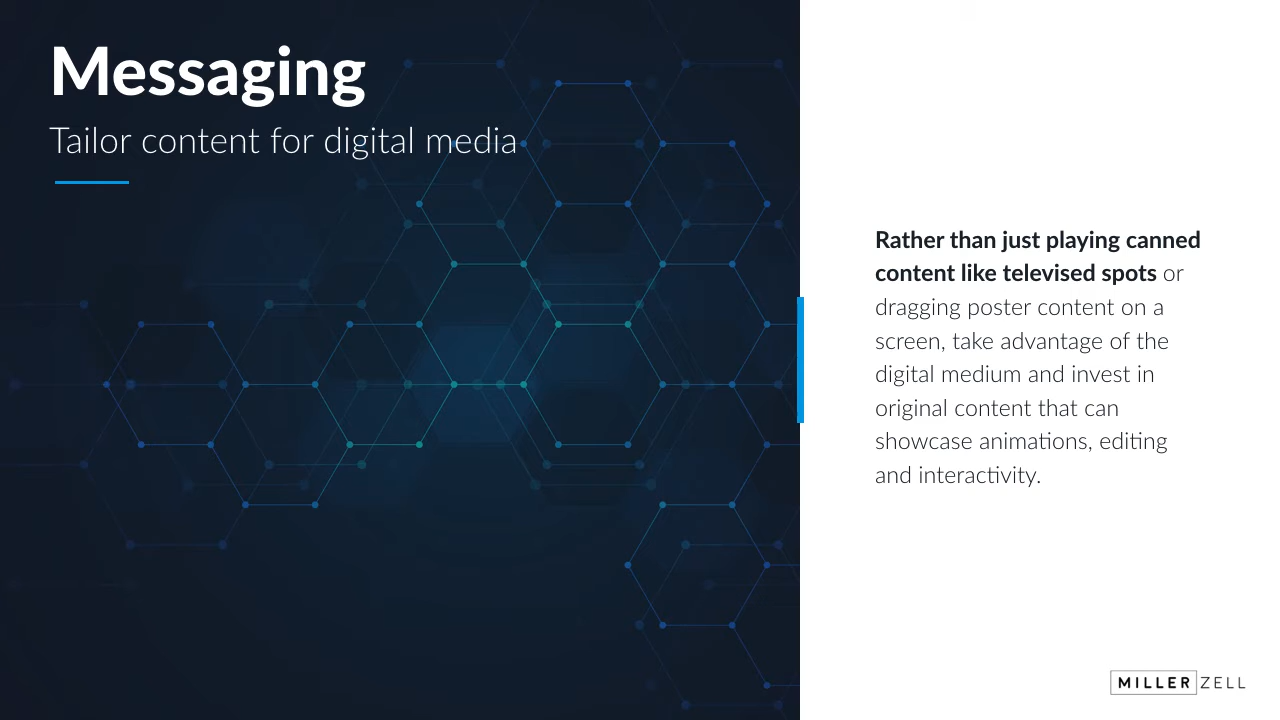 Messaging
Tailor content for digital media
Rather than just playing canned
content like televised spots or
dragging poster content on a
screen, take advantage of the
digital medium and invest in
original content that can
showcase animations, editing
and interactivity.
MILLER ZELL